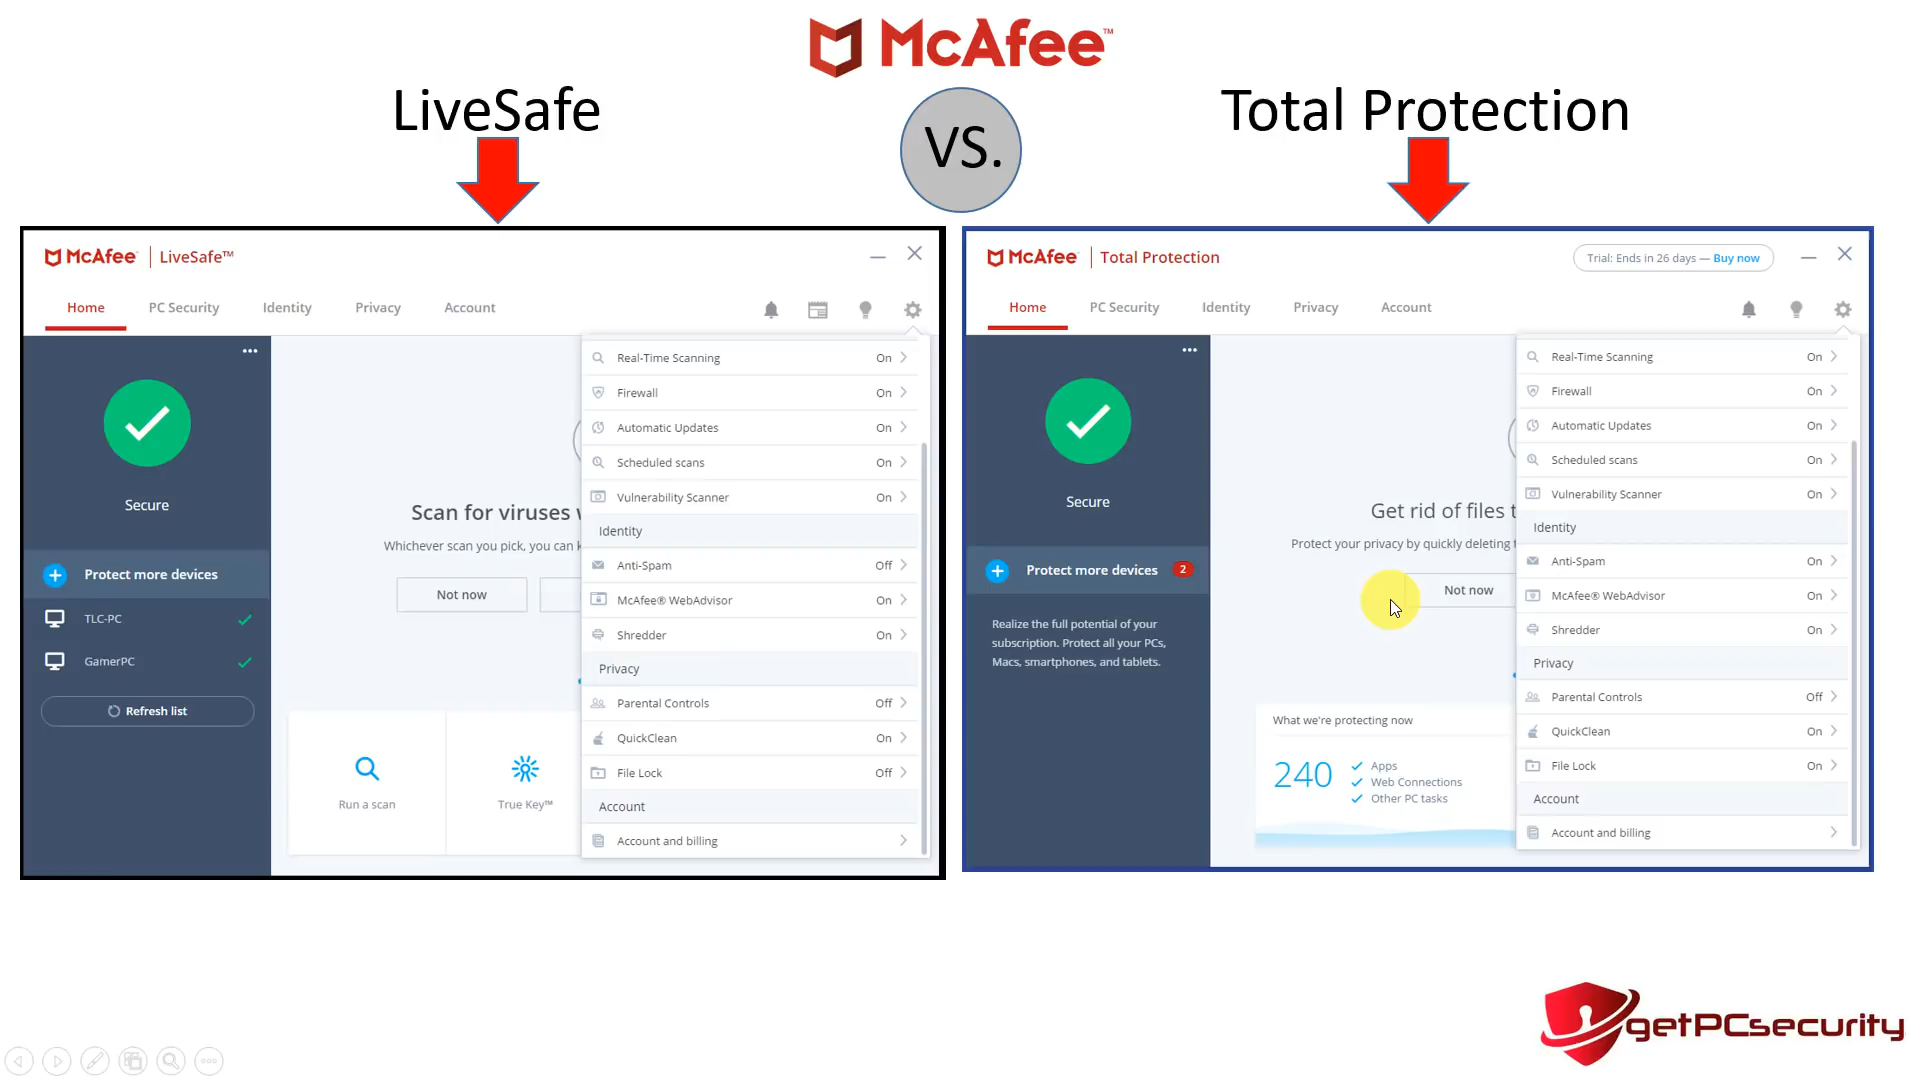 McAfee™
LiveSafe
VS.
Total Protection
McAfee | LiveSafe™
Home PC Security Identity Privacy Account
Secure
Protect more devices
TLC-PC
GamerPC
Refresh list
Scan for viruses
Whichever scan you pick, you can
Not now
Run a scan
True Key™
Real-Time Scanning On
Firewall On
Automatic Updates On
Scheduled scans On
Vulnerability Scanner On
Identity
Anti-Spam Off
McAfee® WebAdvisor On
Shredder On
Privacy
Parental Controls Off
QuickClean On
File Lock Off
Account
Account and billing
McAfee | Total Protection
Trial: Ends in 26 days — Buy now
Home PC Security Identity Privacy Account
Secure
Protect more devices 2
Realize the full potential of your
subscription. Protect all your PCs,
Macs, smartphones, and tablets.
Get rid of files
Protect your privacy by quickly deleting
Not now
What we're protecting now
240
Apps
Web Connections
Other PC tasks
Real-Time Scanning On
Firewall On
Automatic Updates On
Scheduled scans On
Vulnerability Scanner On
Identity
Anti-Spam On
McAfee® WebAdvisor On
Shredder On
Privacy
Parental Controls Off
QuickClean On
File Lock On
Account
Account and billing
getPCsecurity